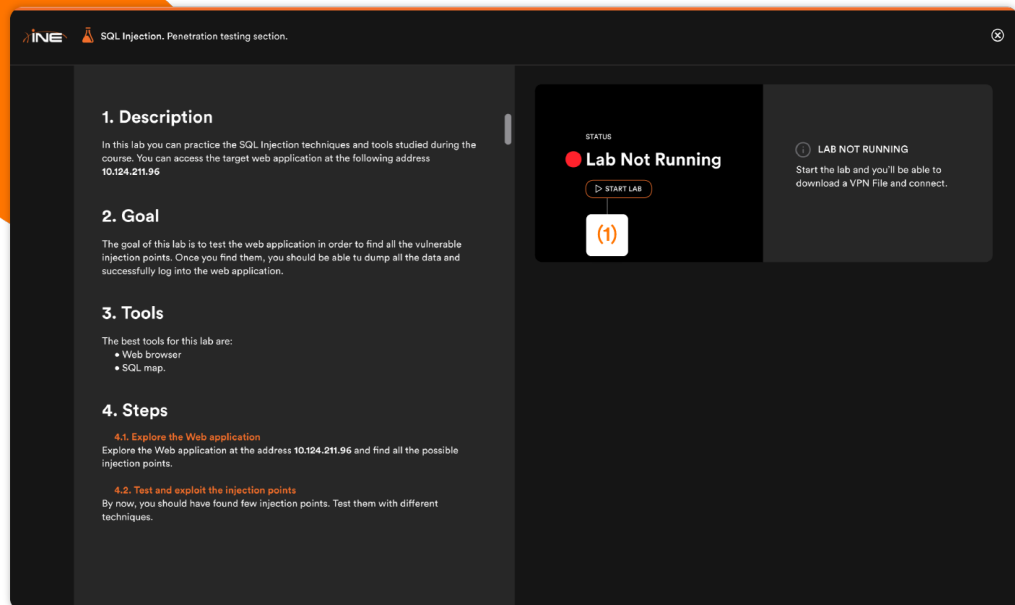 INE
SQL Injection. Penetration testing section.
1. Description
In this lab you can practice the SQL Injection techniques and tools studied during the
course. You can access the target web application at the following address
10.124.211.96
2. Goal
The goal of this lab is to test the web application in order to find all the vulnerable
injection points. Once you find them, you should be able tu dump all the data and
successfully log into the web application.
3. Tools
The best tools for this lab are:
• Web browser
• SQL map.
4. Steps
4.1. Explore the Web application
Explore the Web application at the address 10.124.211.96 and find all the possible
injection points.
4.2. Test and exploit the injection points
By now, you should have found few injection points. Test them with different
techniques.
STATUS
Lab Not Running
START LAB
(1)
LAB NOT RUNNING
Start the lab and you'll be able to
download a VPN File and connect.